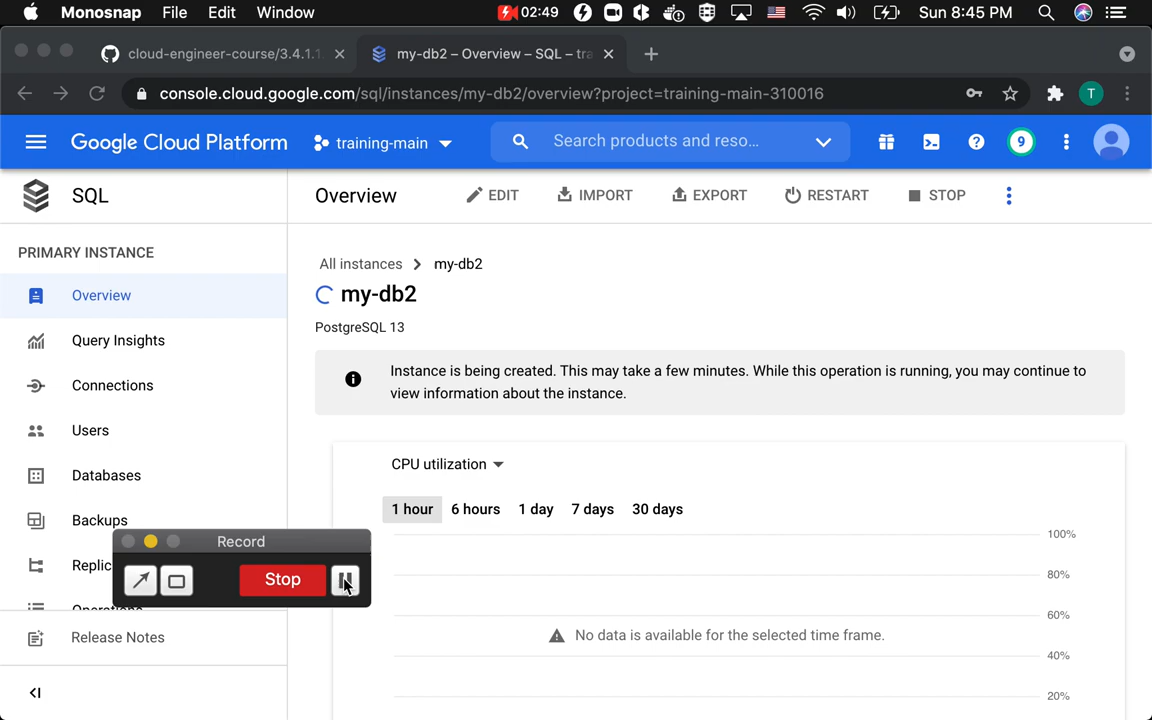 Monosnap File Edit Window 02:49 Sun 8:45 PM
cloud-engineer-course/3.4.1.1 my-db2 – Overview – SQL – tra
console.cloud.google.com/sql/instances/my-db2/overview?project=training-main-310016 T
Google Cloud Platform training-main Search products and reso... 9
SQL Overview EDIT IMPORT EXPORT RESTART STOP
PRIMARY INSTANCE
All instances my-db2
Overview
my-db2
PostgreSQL 13
Query Insights
Instance is being created. This may take a few minutes. While this operation is running, you may continue to
view information about the instance.
Connections
Users
CPU utilization
Databases
1 hour 6 hours 1 day 7 days 30 days
Backups
100%
Record
Replic
Stop
80%
Operations
60%
Release Notes
No data is available for the selected time frame.
40%
20%